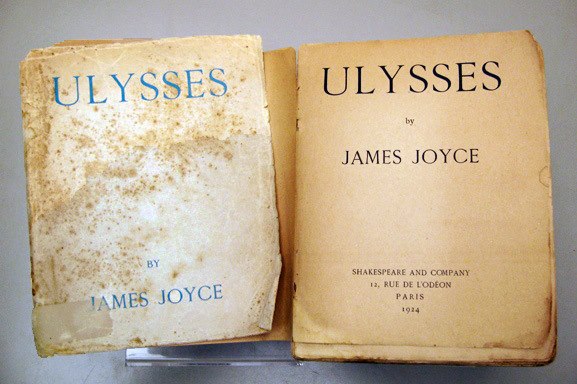 ULYSSES
BY
JAMES JOYCE
ULYSSES
by
JAMES JOYCE
SHAKESPEARE AND COMPANY
12, RUE DE L'ODÉON
PARIS
1924